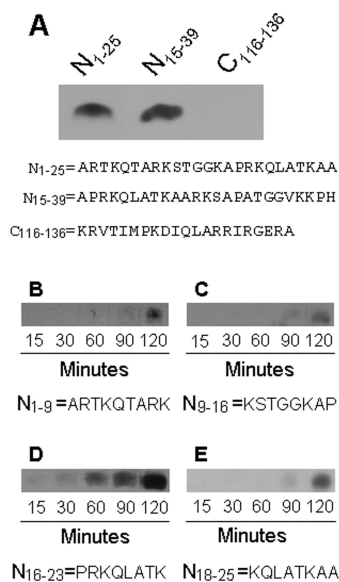 A
N1-25 N15-39 C116-136
N1-25= ARTKQTARKSTGGKAPRKQLATKAA
N15-39= APRKQLATKAARKSAPATGGVKKPH
C116-136= KRVTIMPKDIQLARRIRGERA
B C
15 30 60 90 120 15 30 60 90 120
Minutes Minutes
N1-9=ARTKQTARK N9-16=KSTGGKAP
D E
15 30 60 90 120 15 30 60 90 120
Minutes Minutes
N16-23=PRKQLATK N18-25=KQLATKAA